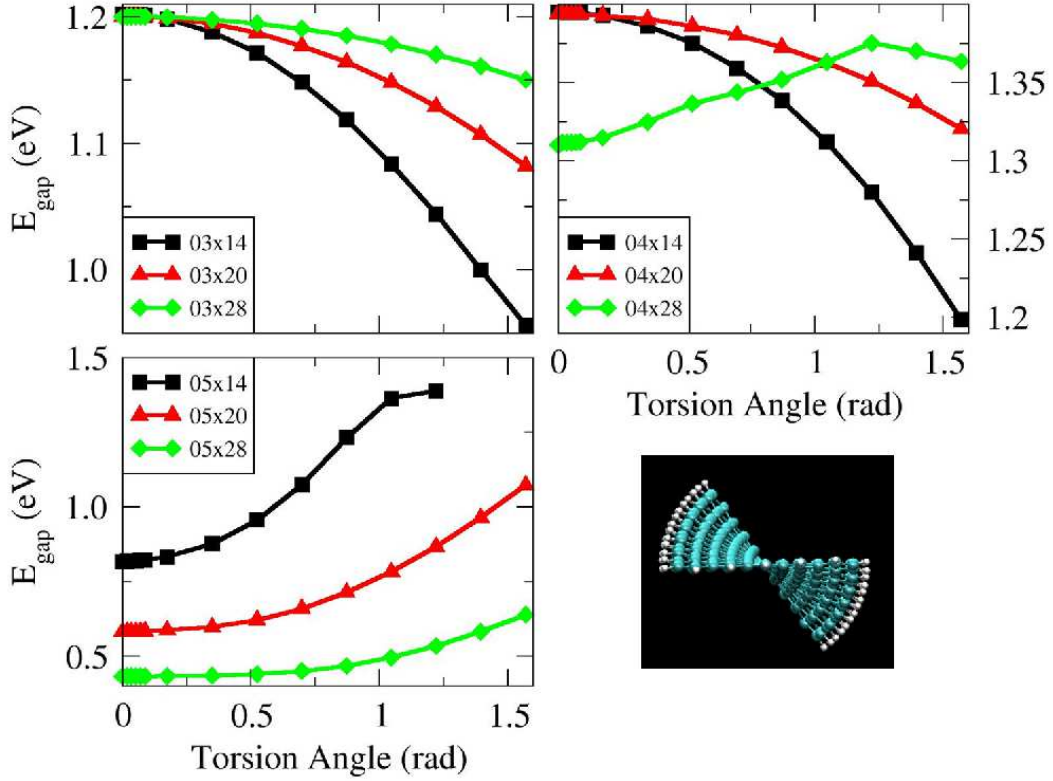 E_gap (eV)
1.2
1.1
1.0
03x14
03x20
03x28
1.35
1.3
1.25
1.2
04x14
04x20
04x28
0
0.5
1
1.5
Torsion Angle (rad)
E_gap (eV)
1.5
1.0
0.5
05x14
05x20
05x28
0
0.5
1
1.5
Torsion Angle (rad)